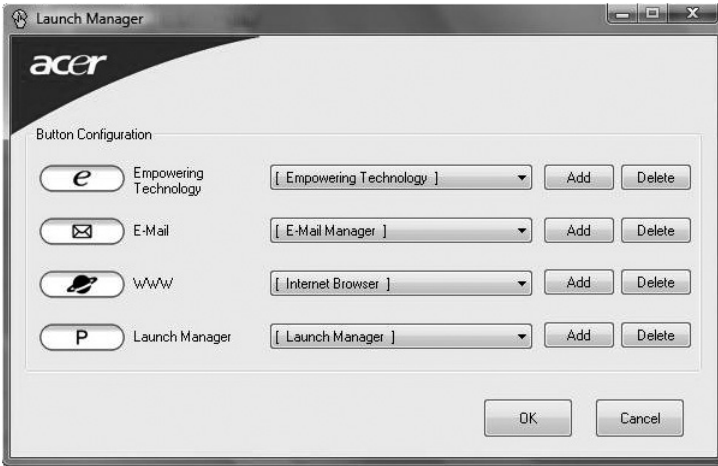 Launch Manager
acer
Button Configuration
e Empowering Technology [ Empowering Technology ] Add Delete
E-Mail [ E-Mail Manager ] Add Delete
WWW [ Internet Browser ] Add Delete
P Launch Manager [ Launch Manager ] Add Delete
OK Cancel